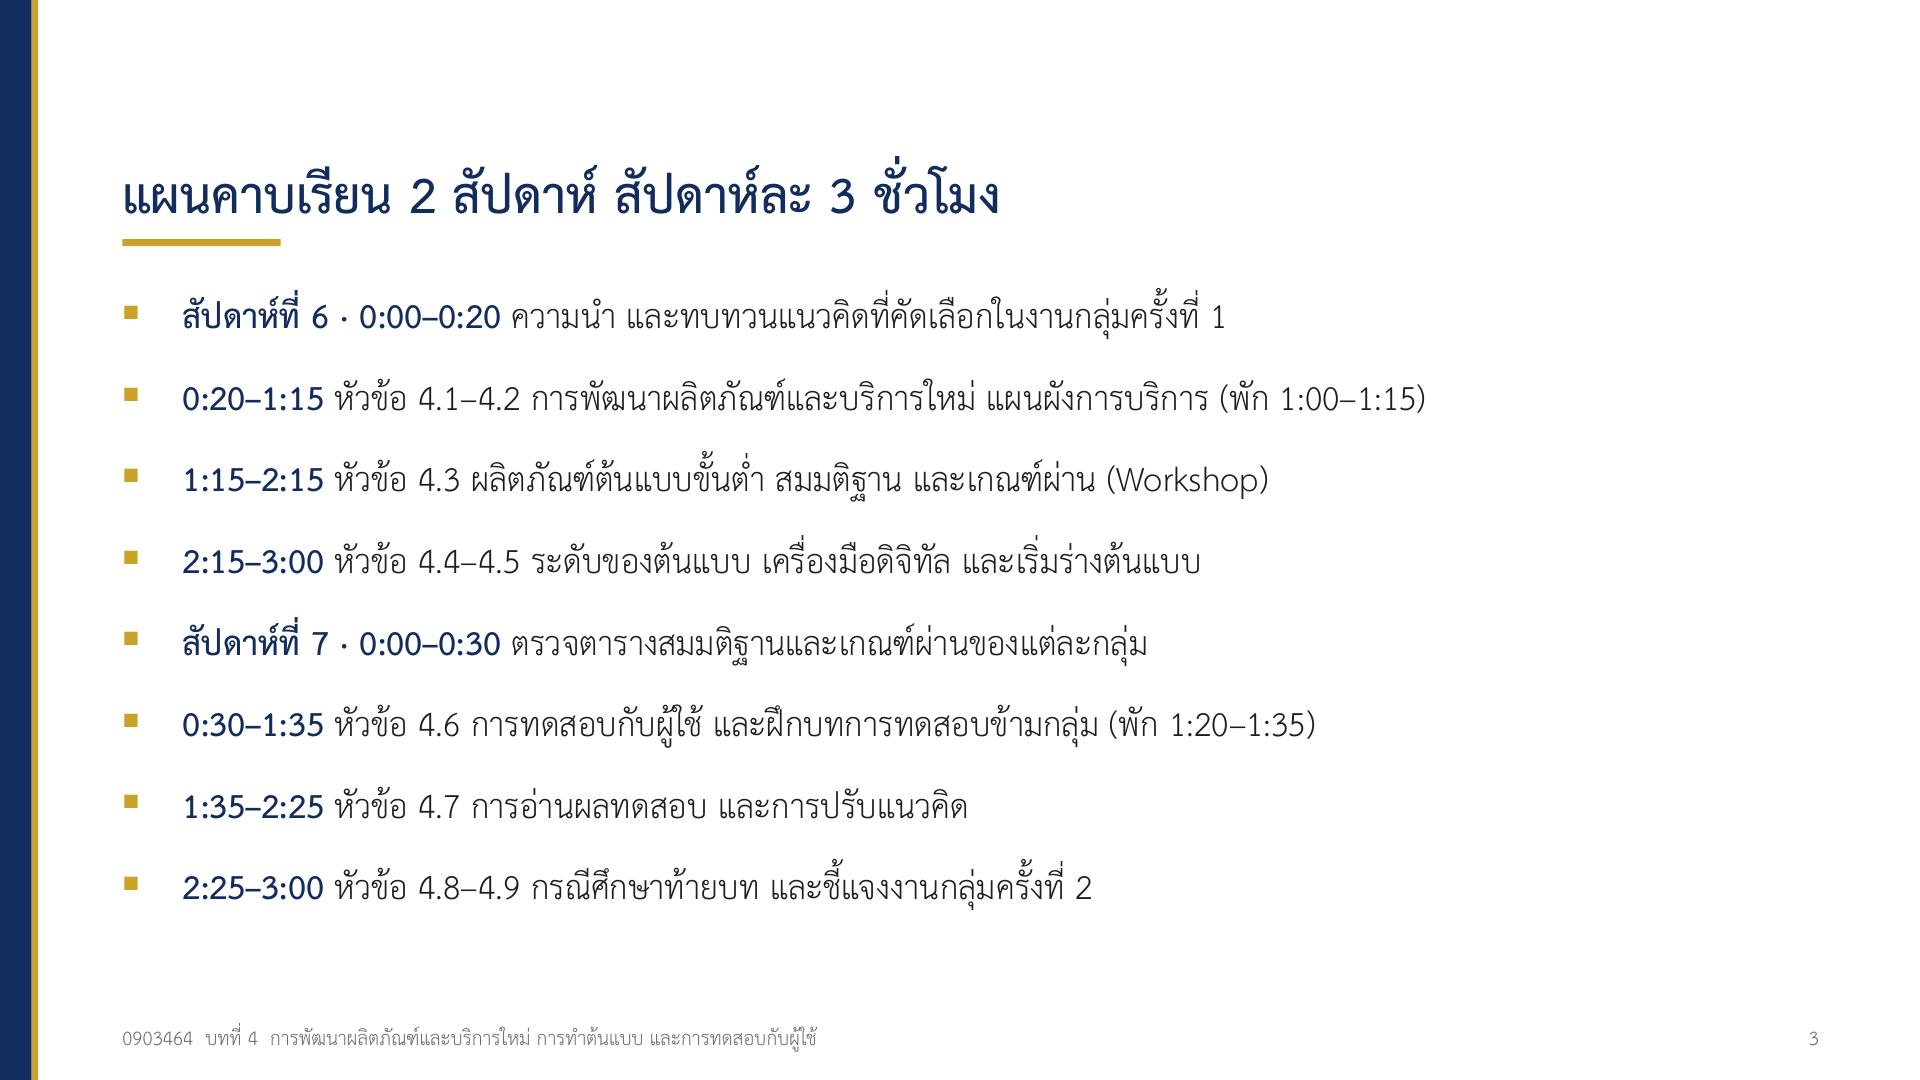 แผนคาบเรียน 2 สัปดาห์ สัปดาห์ละ 3 ชั่วโมง
▪ สัปดาห์ที่ 6 · 0:00–0:20 ความนำ และทบทวนแนวคิดที่คัดเลือกในงานกลุ่มครั้งที่ 1
▪ 0:20–1:15 หัวข้อ 4.1–4.2 การพัฒนาผลิตภัณฑ์และบริการใหม่ แผนผังการบริการ (พัก 1:00–1:15)
▪ 1:15–2:15 หัวข้อ 4.3 ผลิตภัณฑ์ต้นแบบขั้นต่ำ สมมติฐาน และเกณฑ์ผ่าน (Workshop)
▪ 2:15–3:00 หัวข้อ 4.4–4.5 ระดับของต้นแบบ เครื่องมือดิจิทัล และเริ่มร่างต้นแบบ
▪ สัปดาห์ที่ 7 · 0:00–0:30 ตรวจตารางสมมติฐานและเกณฑ์ผ่านของแต่ละกลุ่ม
▪ 0:30–1:35 หัวข้อ 4.6 การทดสอบกับผู้ใช้ และฝึกบทการทดสอบข้ามกลุ่ม (พัก 1:20–1:35)
▪ 1:35–2:25 หัวข้อ 4.7 การอ่านผลทดสอบ และการปรับแนวคิด
▪ 2:25–3:00 หัวข้อ 4.8–4.9 กรณีศึกษาท้ายบท และชี้แจงงานกลุ่มครั้งที่ 2
0903464 บทที่ 4 การพัฒนาผลิตภัณฑ์และบริการใหม่ การทำต้นแบบ และการทดสอบกับผู้ใช้
3